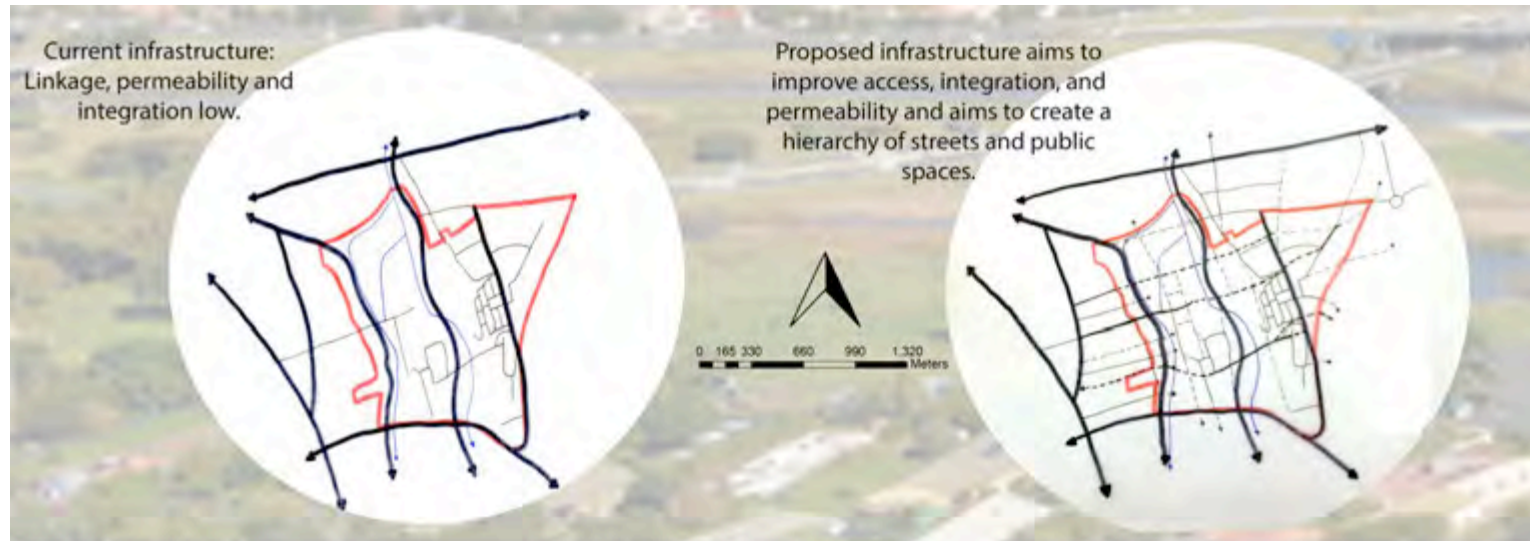 Current infrastructure:
Linkage, permeability and
integration low.
Proposed infrastructure aims to
improve access, integration, and
permeability and aims to create a
hierarchy of streets and public
spaces.
0 165 330 660 990 1,320
Meters